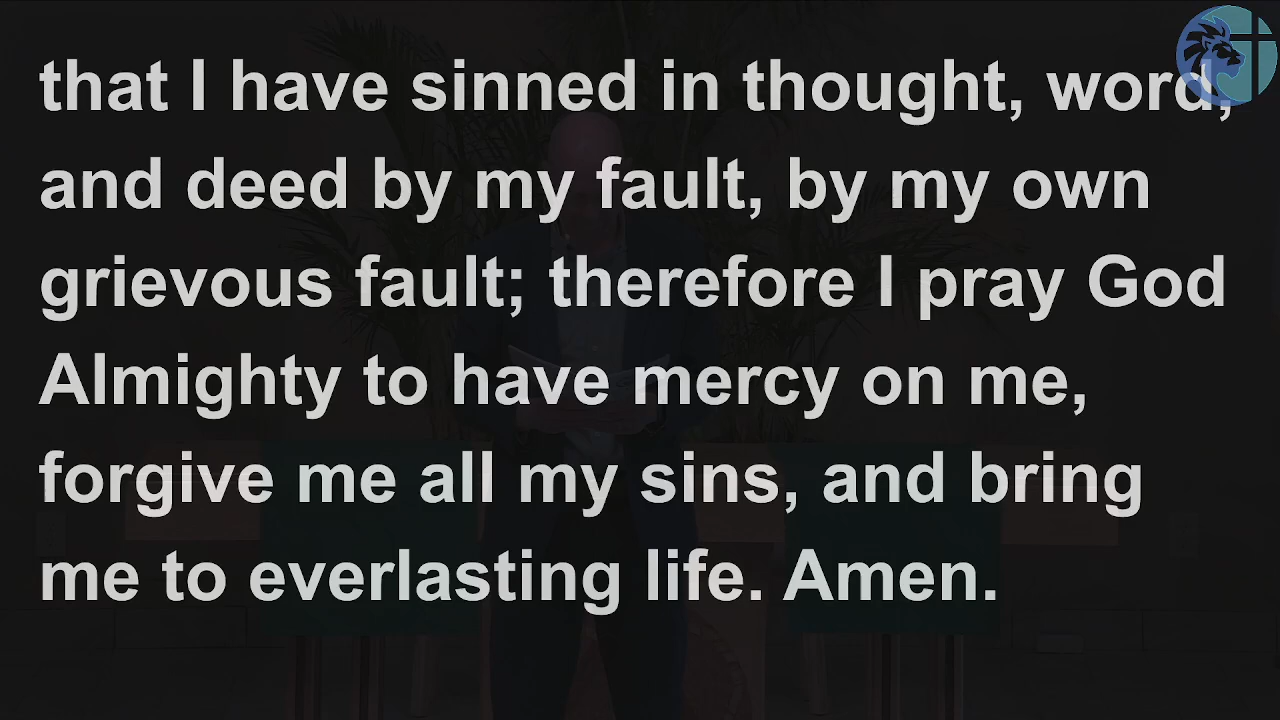 that I have sinned in thought, word,
and deed by my fault, by my own
grievous fault; therefore I pray God
Almighty to have mercy on me,
forgive me all my sins, and bring
me to everlasting life. Amen.